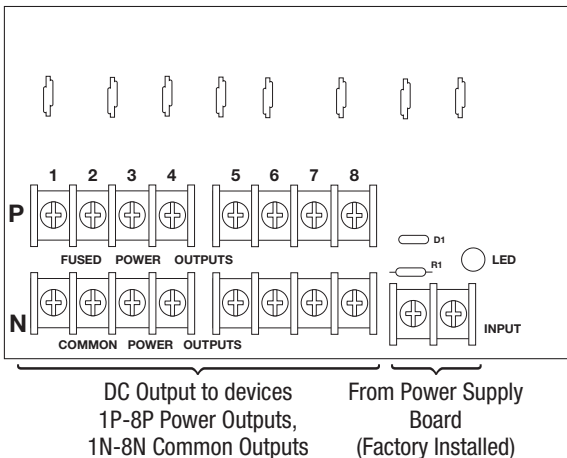 1 2 3 4 5 6 7 8
P
D1
FUSED POWER OUTPUTS
LED
R1
N
INPUT
COMMON POWER OUTPUTS
DC Output to devices
1P-8P Power Outputs,
1N-8N Common Outputs
From Power Supply
Board
(Factory Installed)